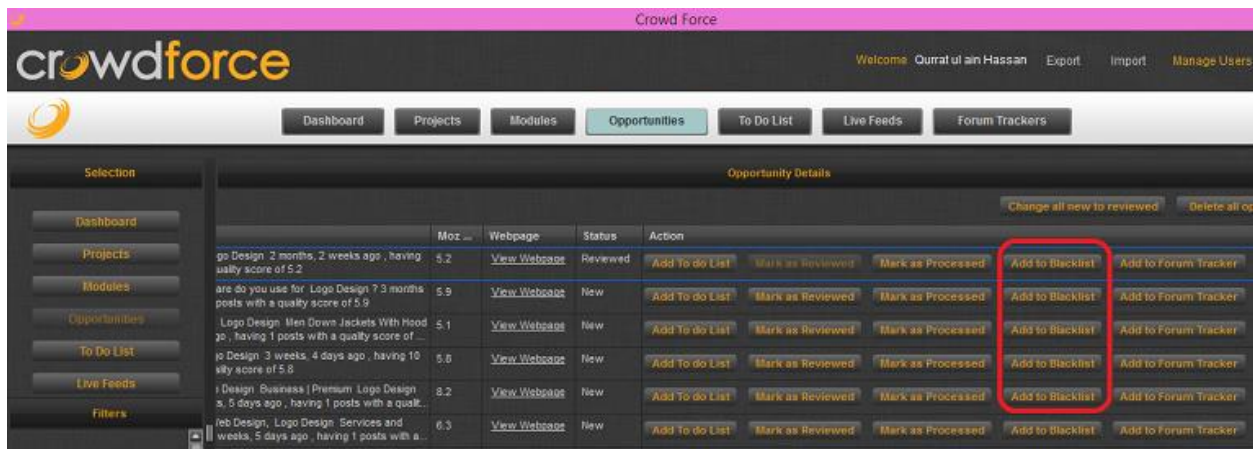 Crowd Force
crowdforce
Welcome Qurrat ul ain Hassan Export Import Manage Users
Dashboard Projects Modules Opportunities To Do List Live Feeds Forum Trackers
Selection
Opportunity Details
Change all new to reviewed Delete all op
Dashboard
Projects
Modules
Opportunities
To Do List
Live Feeds
Filters
Moz ... Webpage Status Action
go Design 2 months, 2 weeks ago , having
uality score of 5.2
5.2 View Webpage Reviewed Add To do List Mark as Reviewed Mark as Processed Add to Blacklist Add to Forum Tracker
are do you use for Logo Design ? 3 months
posts with a quality score of 5.9
5.9 View Webpage New Add To do List Mark as Reviewed Mark as Processed Add to Blacklist Add to Forum Tracker
Logo Design Men Down Jackets With Hood
go , having 1 posts with a quality score of ...
5.1 View Webpage New Add To do List Mark as Reviewed Mark as Processed Add to Blacklist Add to Forum Tracker
go Design 3 weeks, 4 days ago , having 10
ality score of 5.8
5.8 View Webpage New Add To do List Mark as Reviewed Mark as Processed Add to Blacklist Add to Forum Tracker
Design Business | Premium Logo Design
s, 5 days ago , having 1 posts with a qualit...
8.2 View Webpage New Add To do List Mark as Reviewed Mark as Processed Add to Blacklist Add to Forum Tracker
Web Design, Logo Design Services and
weeks, 5 days ago , having 1 posts with a...
6.3 View Webpage New Add To do List Mark as Reviewed Mark as Processed Add to Blacklist Add to Forum Tracker